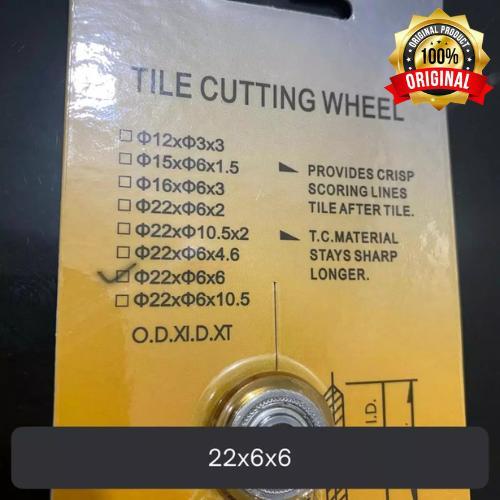 ORIGINAL PRODUCT
100%
ORIGINAL
TILE CUTTING WHEEL
Φ12xΦ3x3
Φ15xΦ6x1.5
Φ16xΦ6x3
Φ22xΦ6x2
Φ22xΦ10.5x2
Φ22xΦ6x4.6
Φ22xΦ6x6
Φ22xΦ6x10.5
O.D.XI.D.XT
PROVIDES CRISP
SCORING LINES
TILE AFTER TILE.
T.C.MATERIAL
STAYS SHARP
LONGER.
I.D.
22x6x6